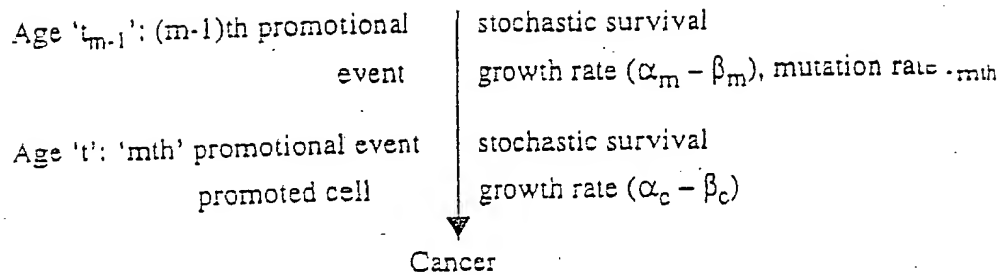 Age 't_{m-1}': (m-1)th promotional event
stochastic survival
growth rate (α_m − β_m), mutation rate
Age 't': 'mth' promotional event
promoted cell
stochastic survival
growth rate (α_c − β_c)
Cancer